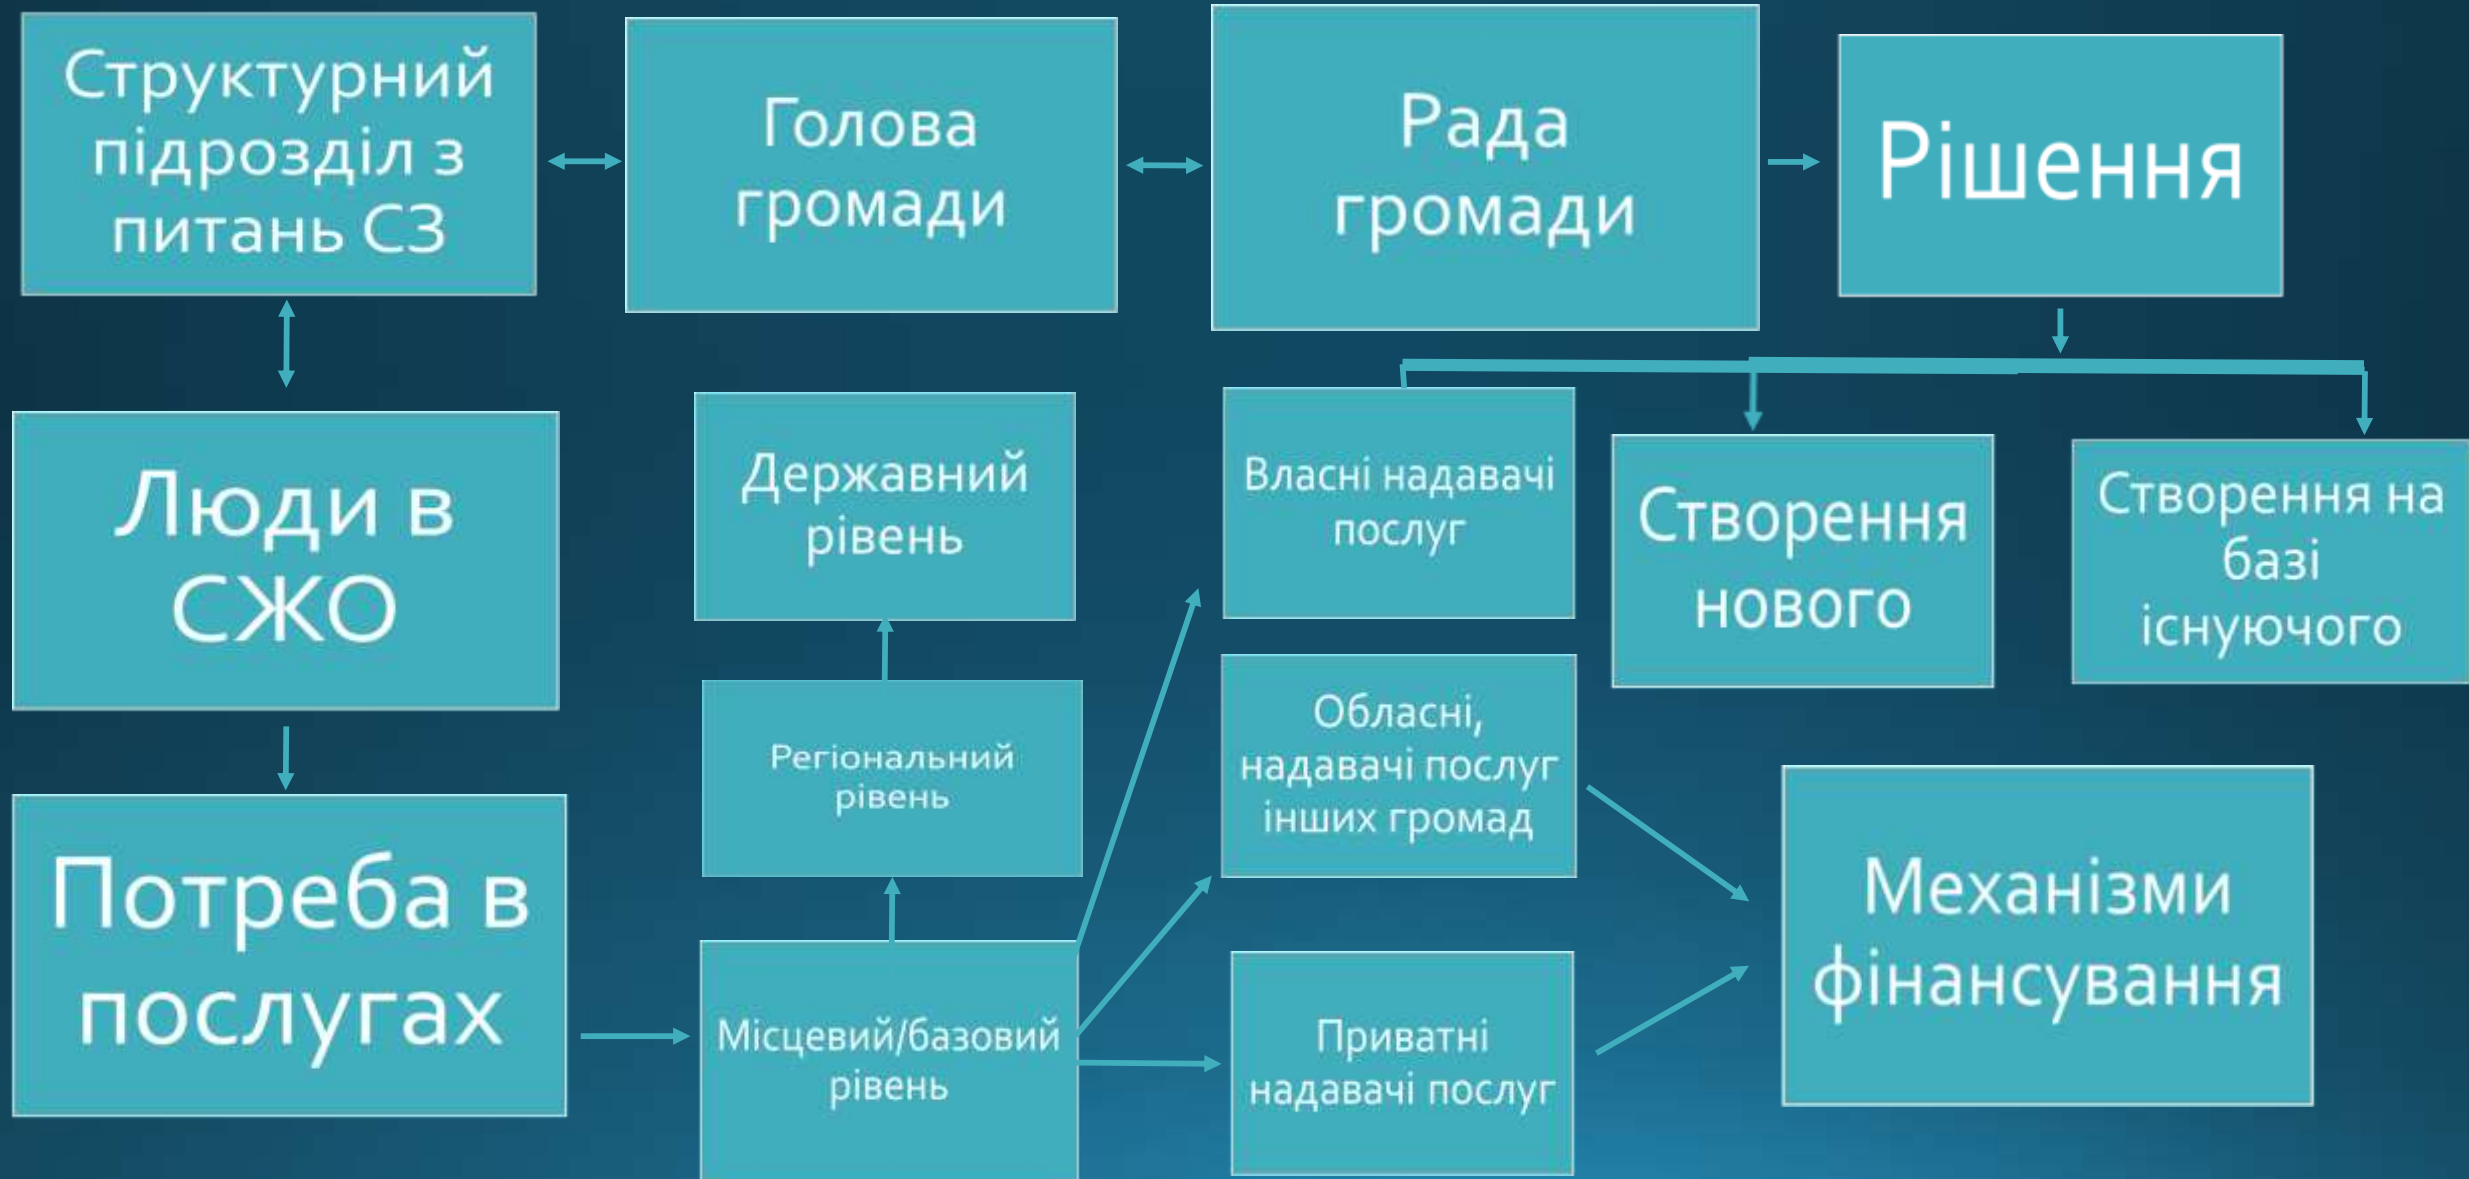 Структурний
підрозділ з
питань СЗ
Голова
громади
Рада
громади
Рішення
Люди в
СЖО
Державний
рівень
Власні надавачі
послуг
Створення
нового
Створення на
базі
існуючого
Регіональний
рівень
Обласні,
надавачі послуг
інших громад
Потреба в
послугах
Місцевий/базовий
рівень
Приватні
надавачі послуг
Механізми
фінансування